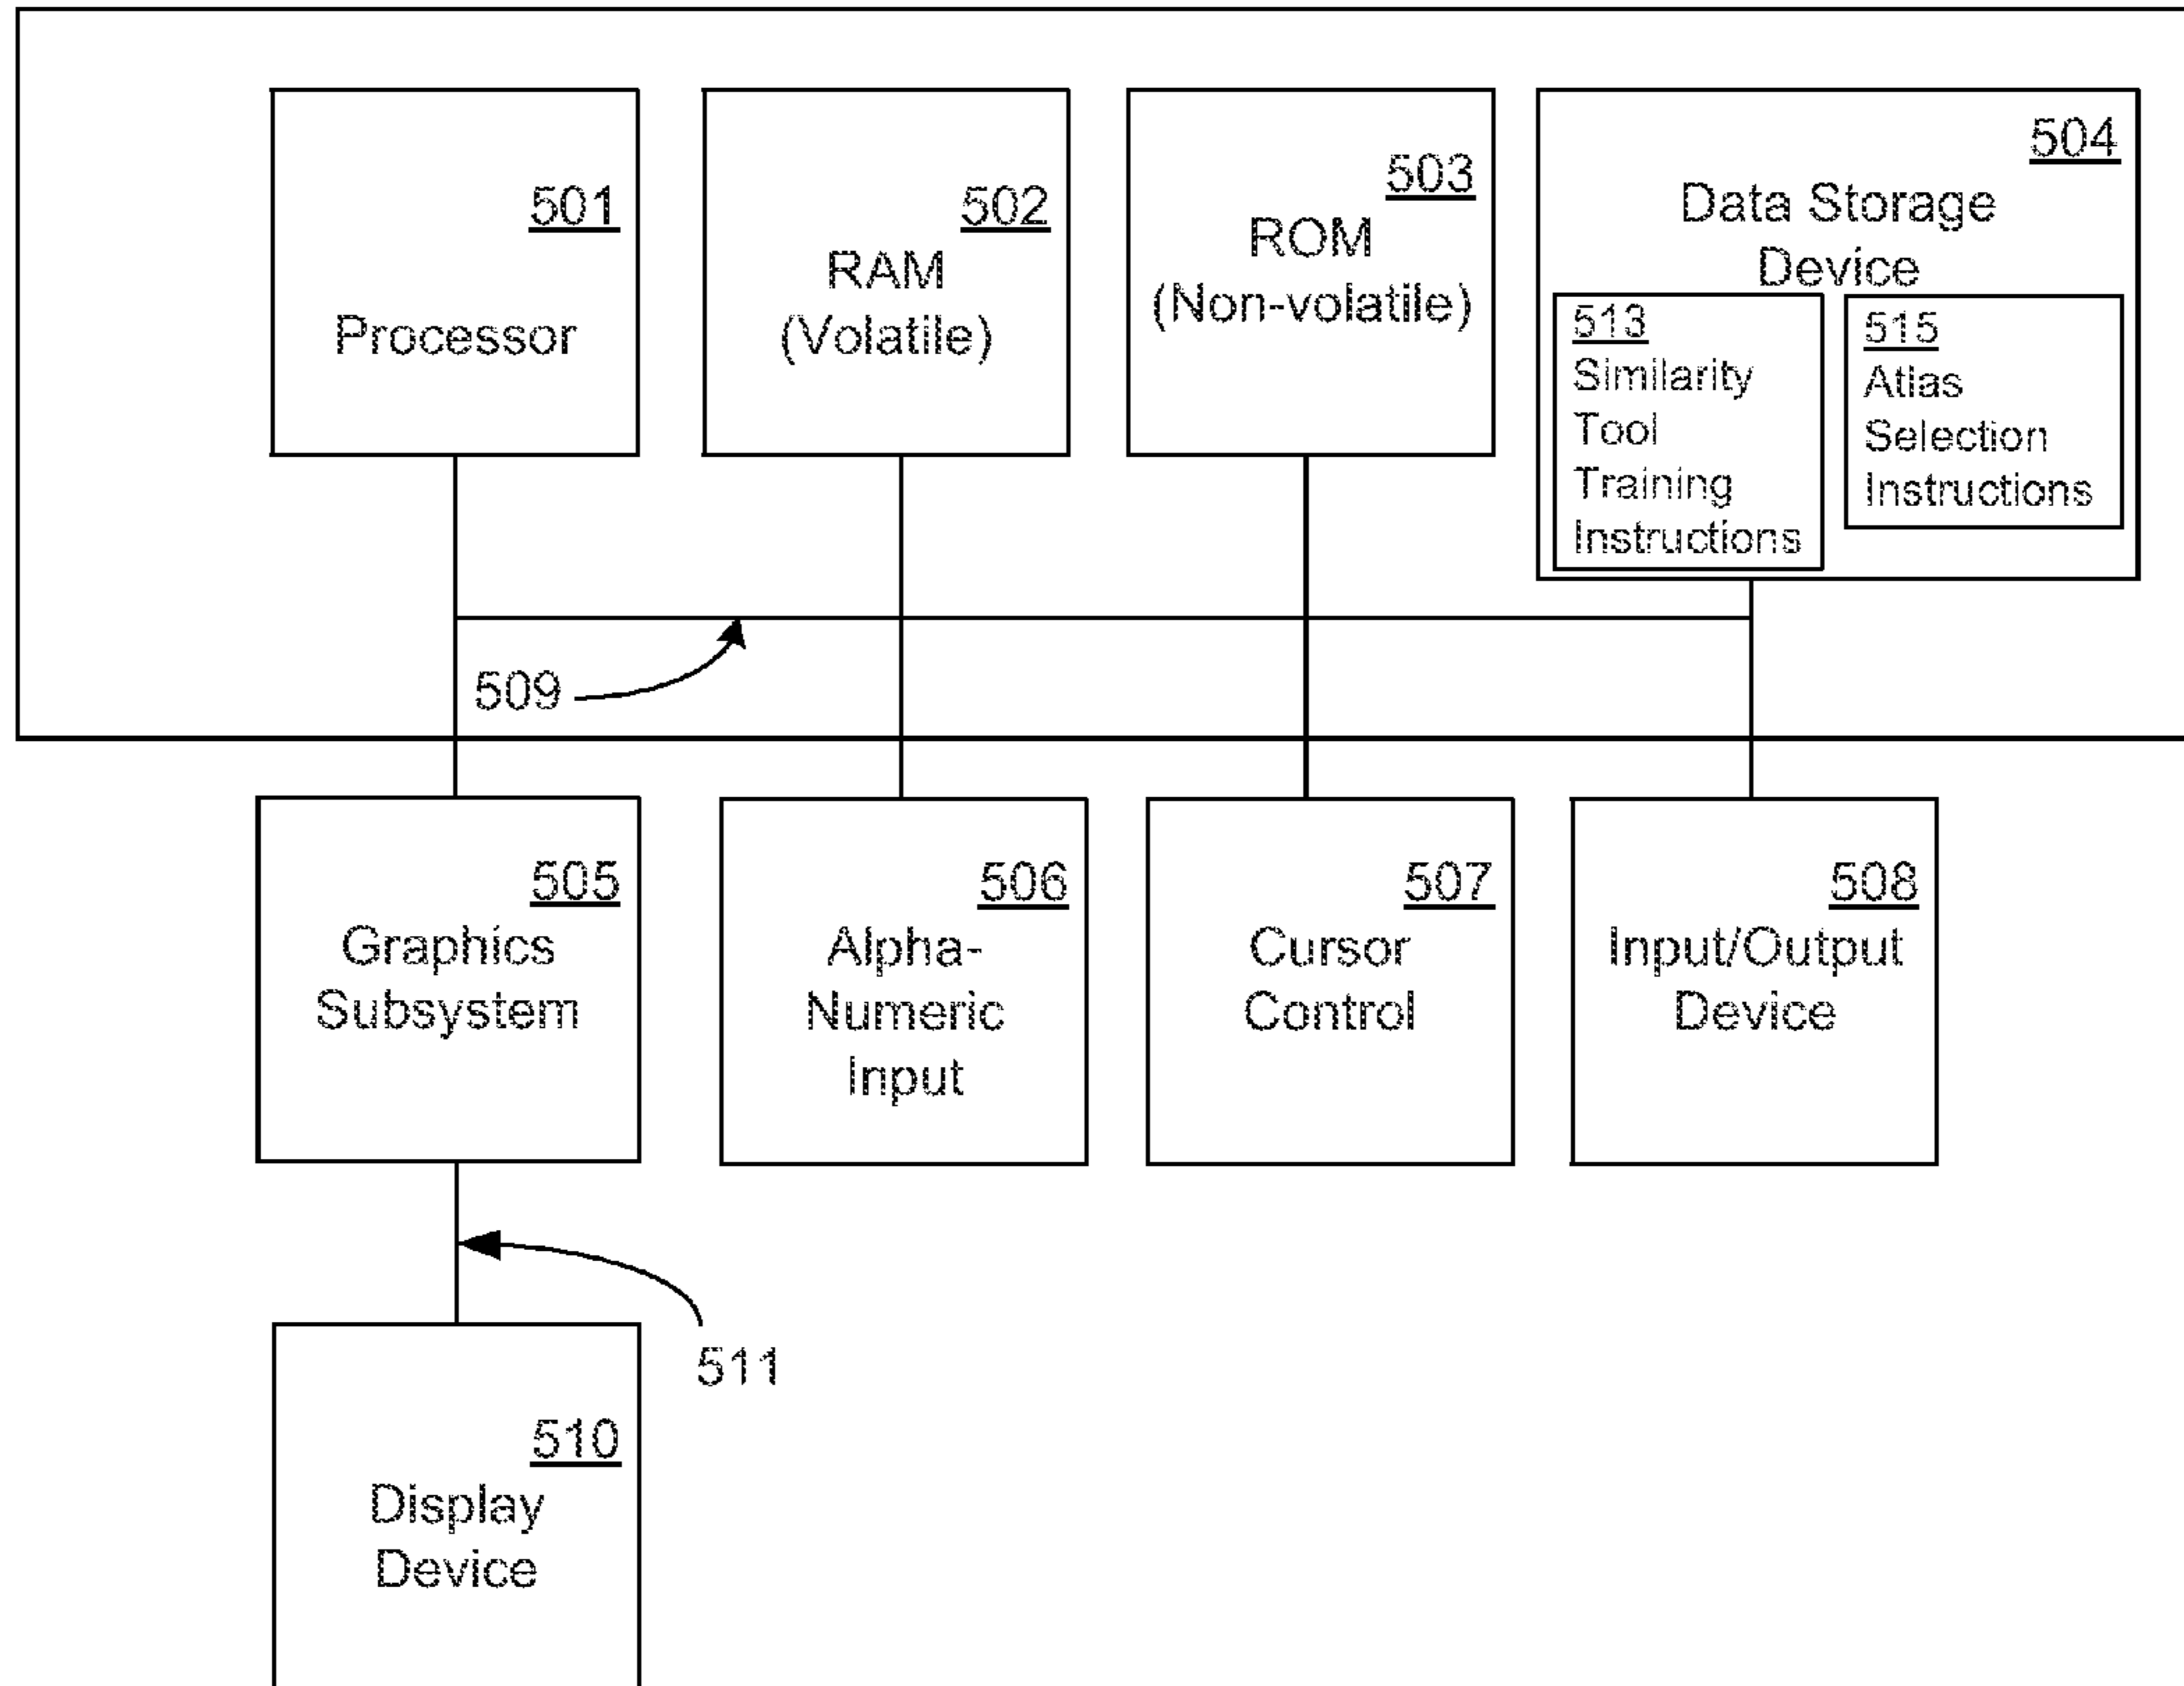 501
Processor
502
RAM
(Volatile)
503
ROM
(Non-volatile)
504
Data Storage
Device
513
Similarity
Tool
Training
Instructions
515
Atlas
Selection
Instructions
509
505
Graphics
Subsystem
506
Alpha-
Numeric
Input
507
Cursor
Control
508
Input/Output
Device
511
510
Display
Device